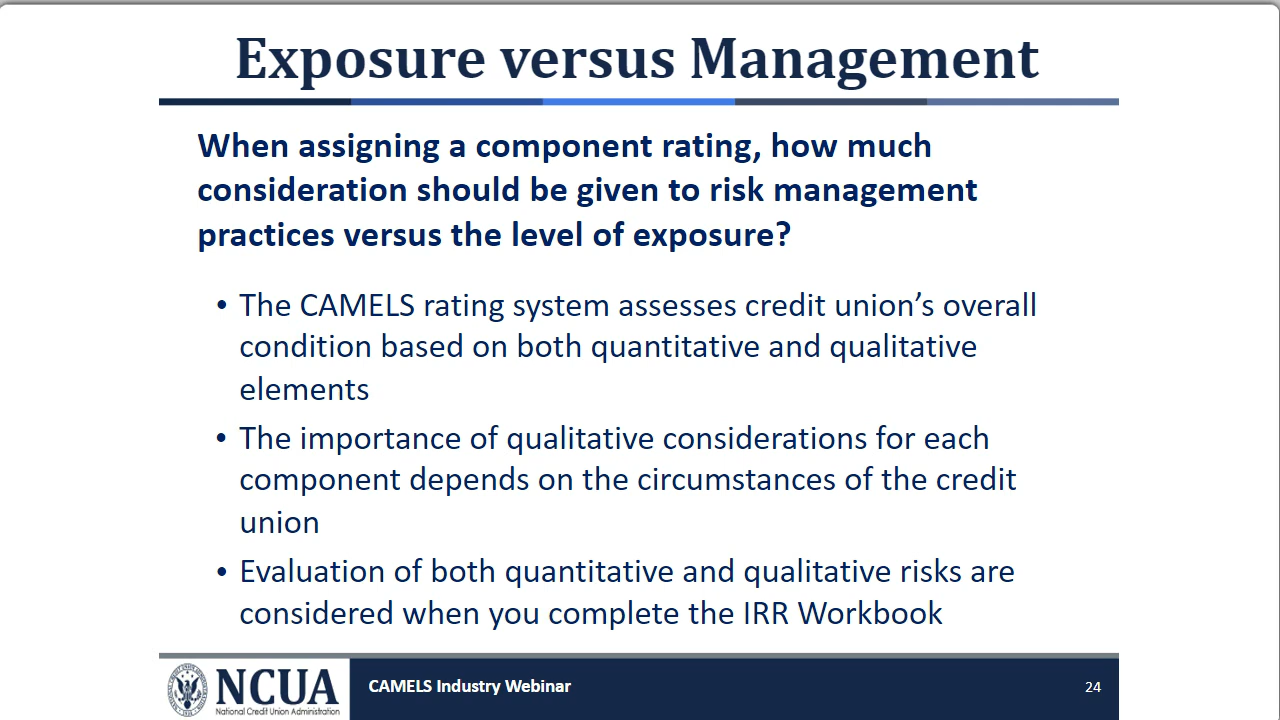 Exposure versus Management
When assigning a component rating, how much
consideration should be given to risk management
practices versus the level of exposure?
• The CAMELS rating system assesses credit union’s overall
condition based on both quantitative and qualitative
elements
• The importance of qualitative considerations for each
component depends on the circumstances of the credit
union
• Evaluation of both quantitative and qualitative risks are
considered when you complete the IRR Workbook
NCUA
National Credit Union Administration
CAMELS Industry Webinar
24